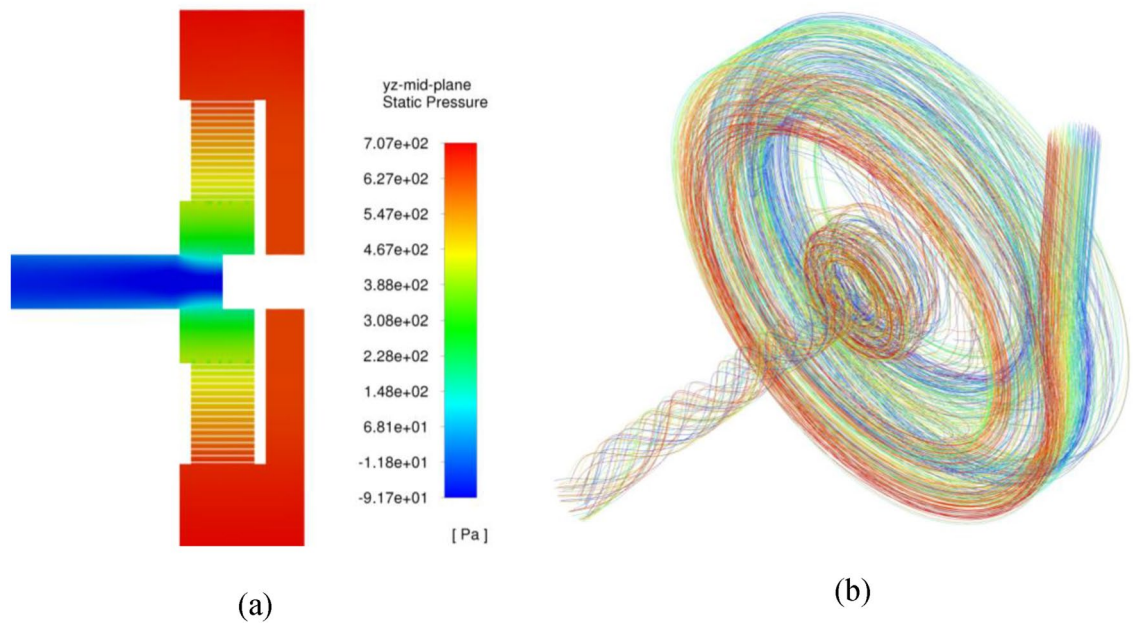 yz-mid-plane
Static Pressure
7.07e+02
6.27e+02
5.47e+02
4.67e+02
3.88e+02
3.08e+02
2.28e+02
1.48e+02
6.81e+01
-1.18e+01
-9.17e+01
[ Pa ]
(a)
(b)